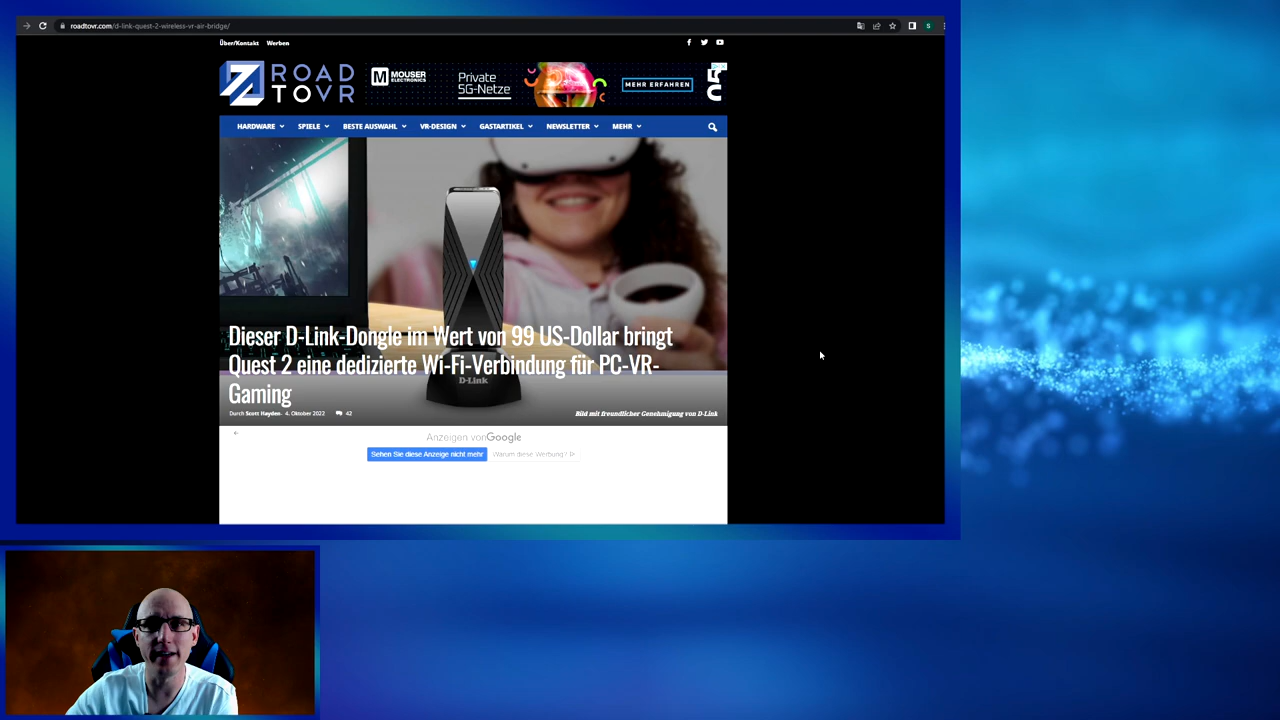 roadtovr.com/d-link-quest-2-wireless-vr-air-bridge/
S
Über/Kontakt Werben
ROAD
TOVR
MOUSER
ELECTRONICS
Private
5G-Netze
MEHR ERFAHREN
5G
HARDWARE SPIELE BESTE AUSWAHL VR-DESIGN GASTARTIKEL NEWSLETTER MEHR
Dieser D-Link-Dongle im Wert von 99 US-Dollar bringt
Quest 2 eine dedizierte Wi-Fi-Verbindung für PC-VR-
Gaming
D-Link
Durch Scott Hayden - 4. Oktober 2022 42
Bild mit freundlicher Genehmigung von D-Link
Anzeigen vonGoogle
Sehen Sie diese Anzeige nicht mehr
Warum diese Werbung?